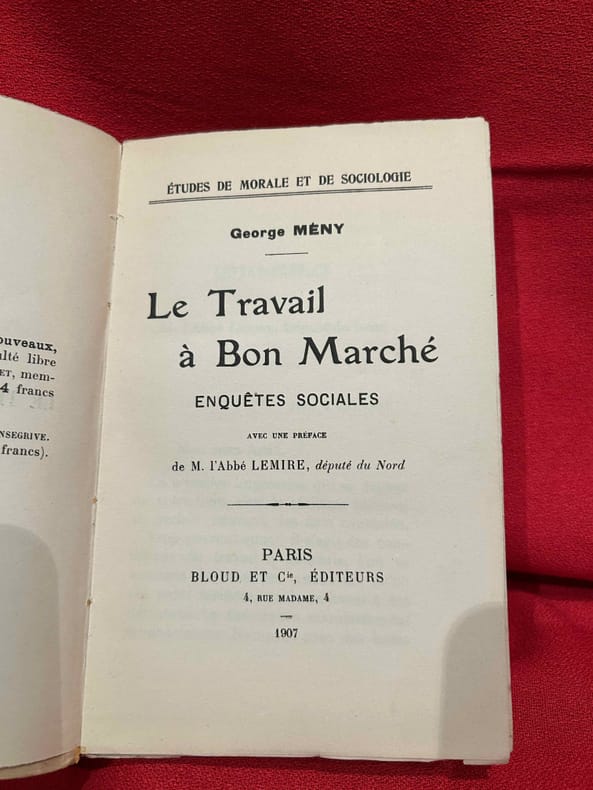 ouveaux,
ulté libre
ET, mem-
4 francs
NSEGRIVE.
francs).
ÉTUDES DE MORALE ET DE SOCIOLOGIE
George MÉNY
Le Travail
à Bon Marché
ENQUÊTES SOCIALES
AVEC UNE PRÉFACE
de M. l'Abbé LEMIRE, député du Nord
PARIS
BLOUD ET Cie, ÉDITEURS
4, RUE MADAME, 4
1907